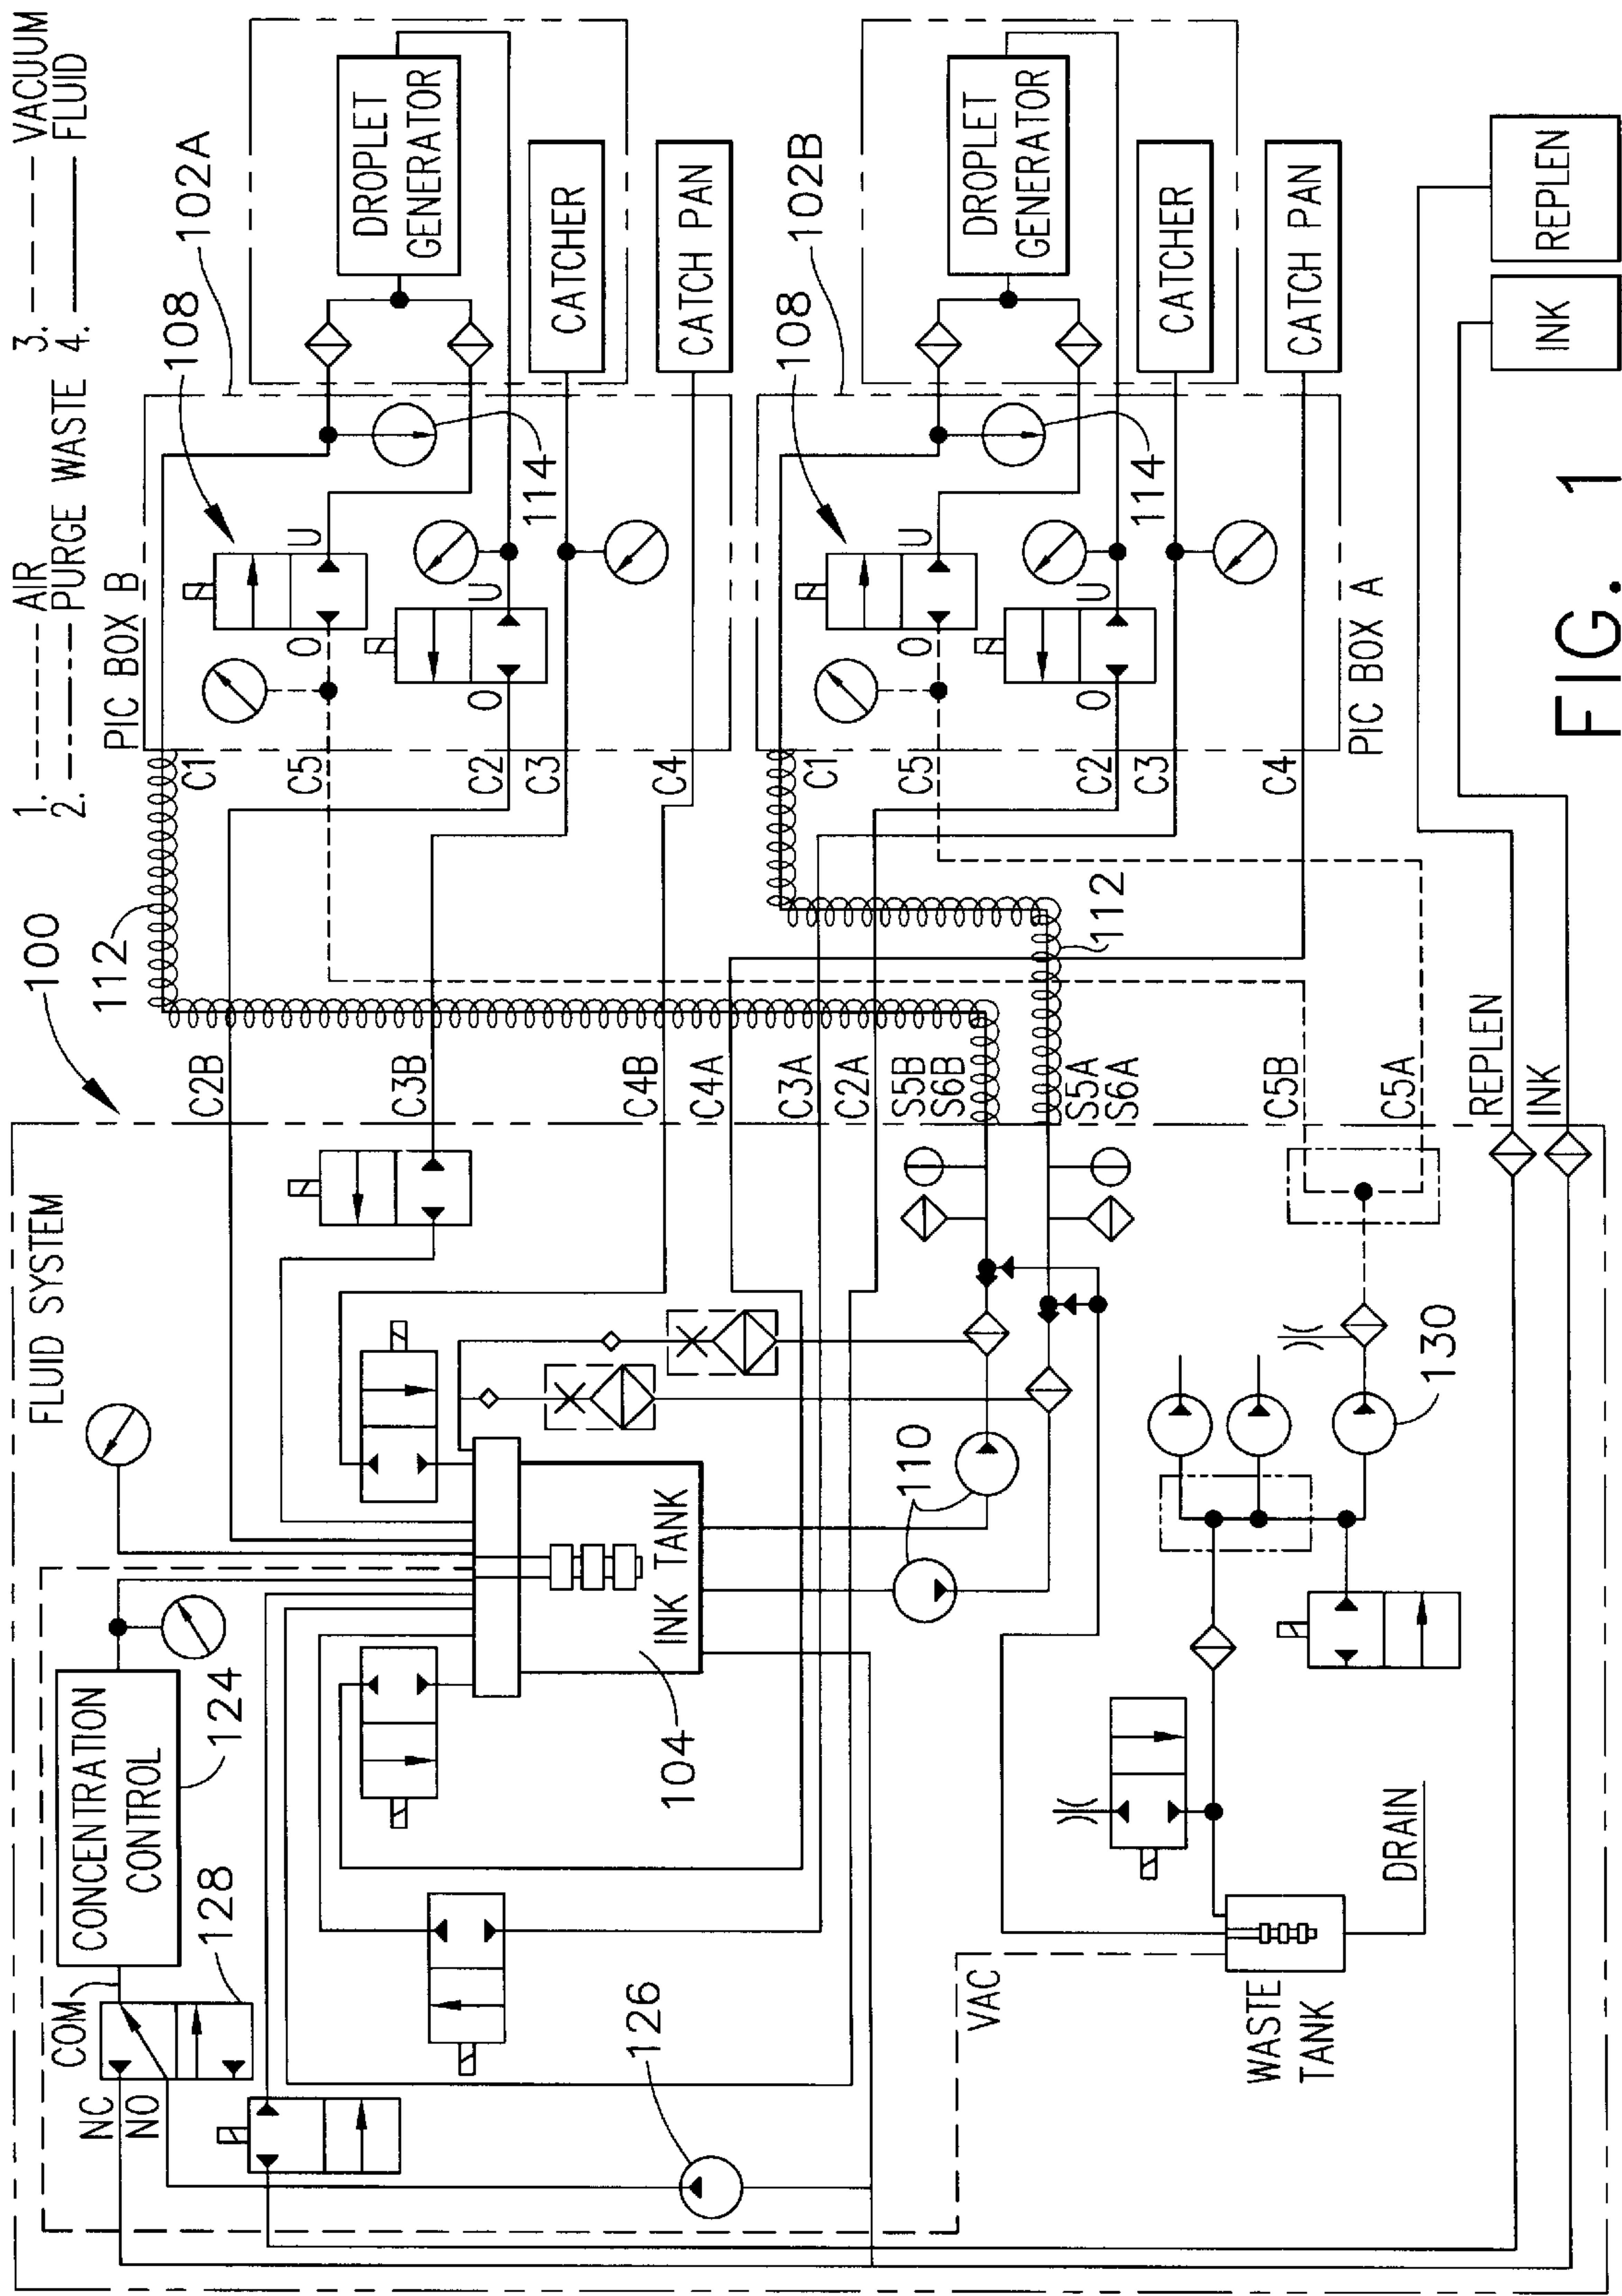 1. AIR
2. PURGE WASTE
3. VACUUM
4. FLUID
100
112
PIC BOX B
108
102A
FLUID SYSTEM
C2B
C3B
C4B
C4A
C3A
C2A
S5B
S6B
S5A
S6A
C5B
C5A
REPLEN
INK
C1
C5
C2
C3
C4
O
U
O
U
114
DROPLET
GENERATOR
CATCHER
CATCH PAN
112
C1
C5
C2
C3
C4
108
102B
O
U
O
U
114
PIC BOX A
DROPLET
GENERATOR
CATCHER
CATCH PAN
INK
REPLEN
CONCENTRATION
CONTROL
124
COM
NC
NO
128
126
104
INK TANK
110
130
VAC
WASTE
TANK
DRAIN
FIG. 1